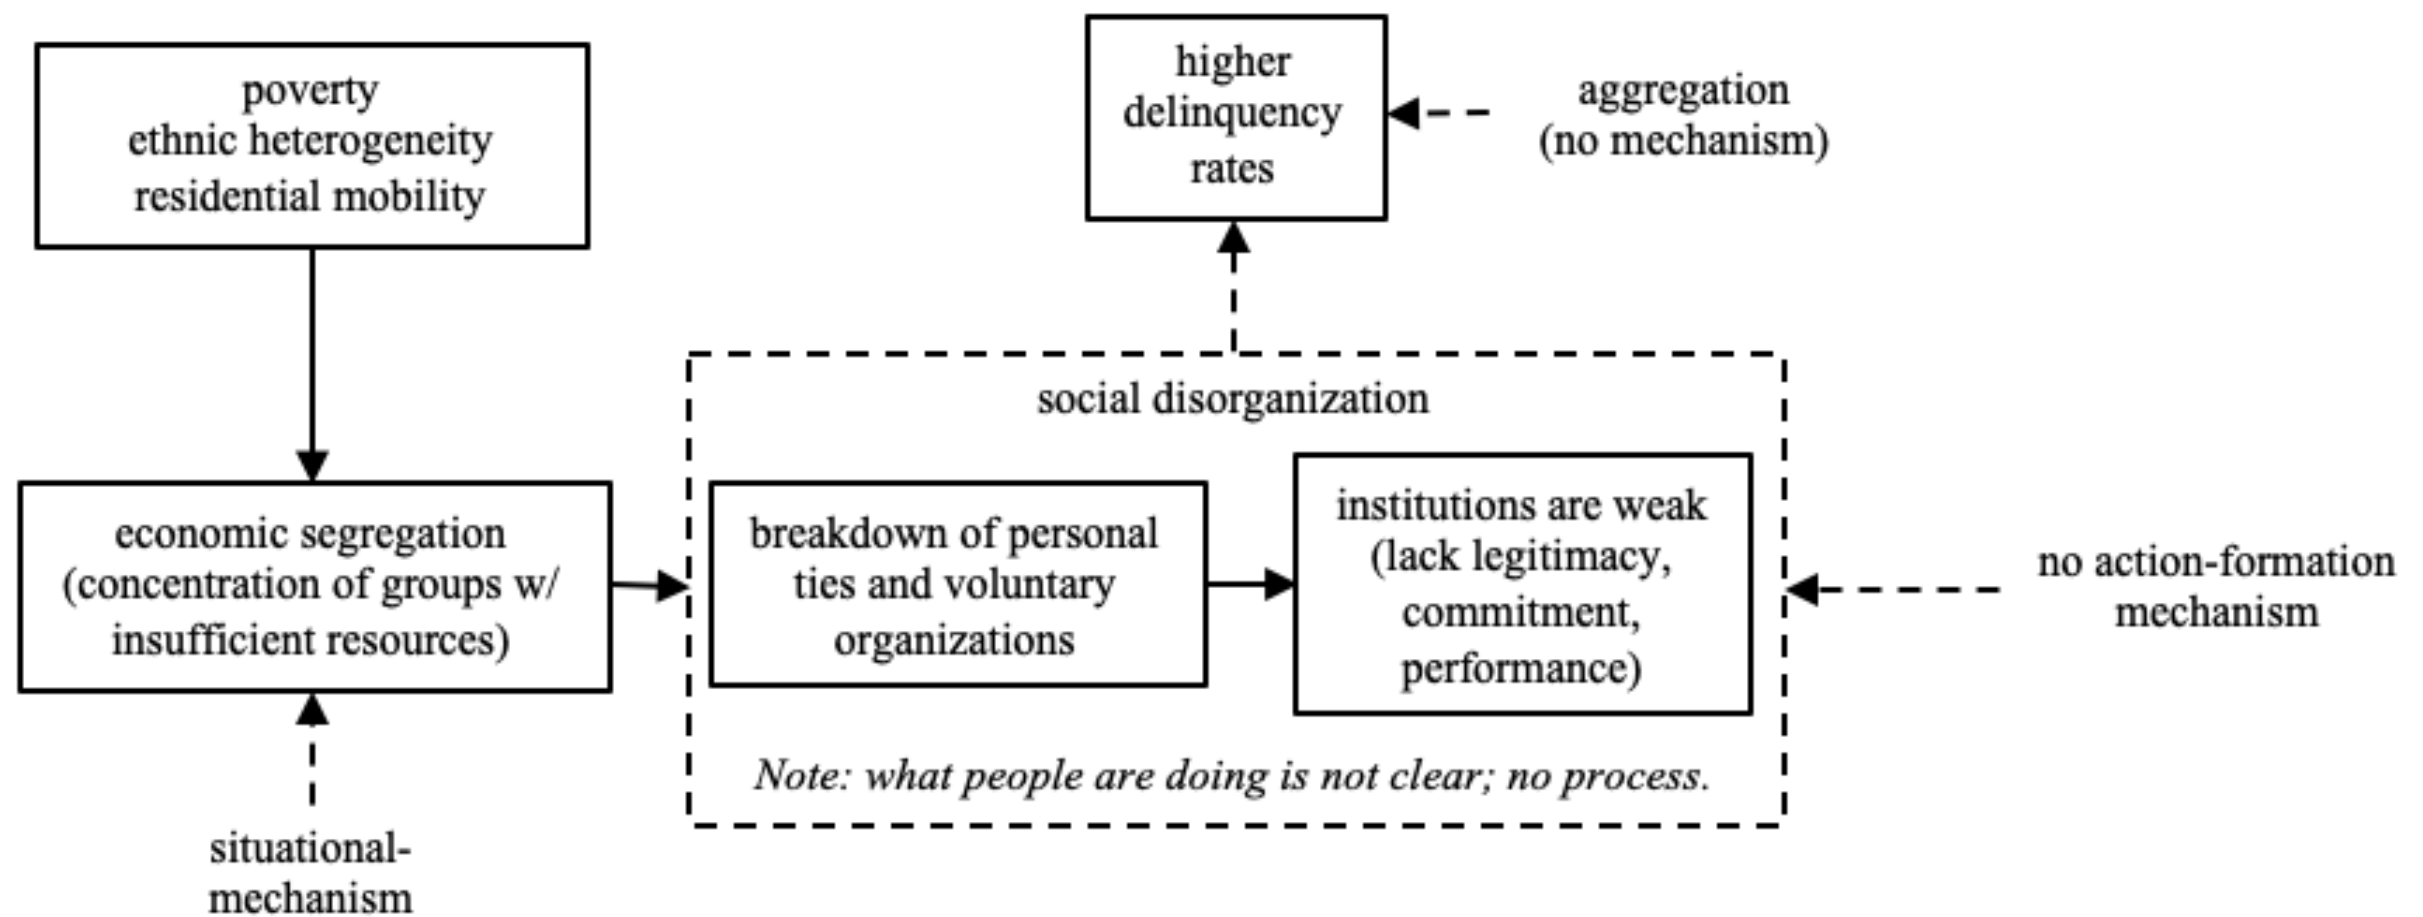 poverty
ethnic heterogeneity
residential mobility
higher
delinquency
rates
aggregation
(no mechanism)
economic segregation
(concentration of groups w/
insufficient resources)
social disorganization
breakdown of personal
ties and voluntary
organizations
institutions are weak
(lack legitimacy,
commitment,
performance)
Note: what people are doing is not clear; no process.
no action-formation
mechanism
situational-
mechanism